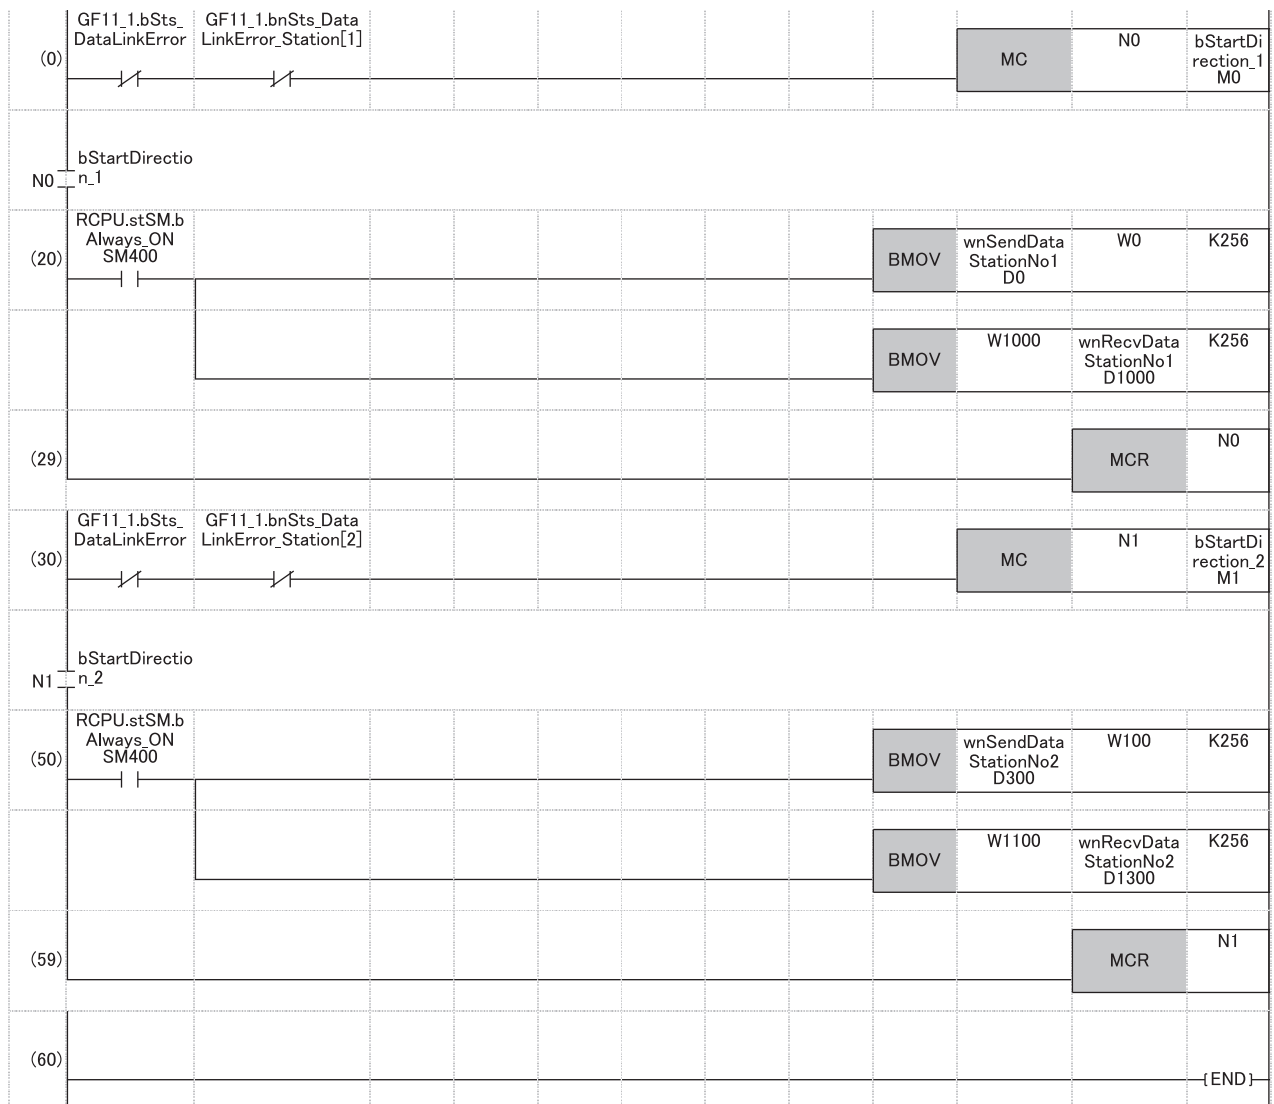 GF11_1.bSts_ GF11_1.bnSts_Data
DataLinkError LinkError_Station[1]
(0) MC N0 bStartDi
rection_1
M0
bStartDirectio
N0 n_1
RCPU.stSM.b
Always_ON
SM400
(20) BMOV wnSendData W0 K256
StationNo1
D0
BMOV W1000 wnRecvData K256
StationNo1
D1000
(29) MCR N0
GF11_1.bSts_ GF11_1.bnSts_Data
DataLinkError LinkError_Station[2]
(30) MC N1 bStartDi
rection_2
M1
bStartDirectio
N1 n_2
RCPU.stSM.b
Always_ON
SM400
(50) BMOV wnSendData W100 K256
StationNo2
D300
BMOV W1100 wnRecvData K256
StationNo2
D1300
(59) MCR N1
(60) [END]